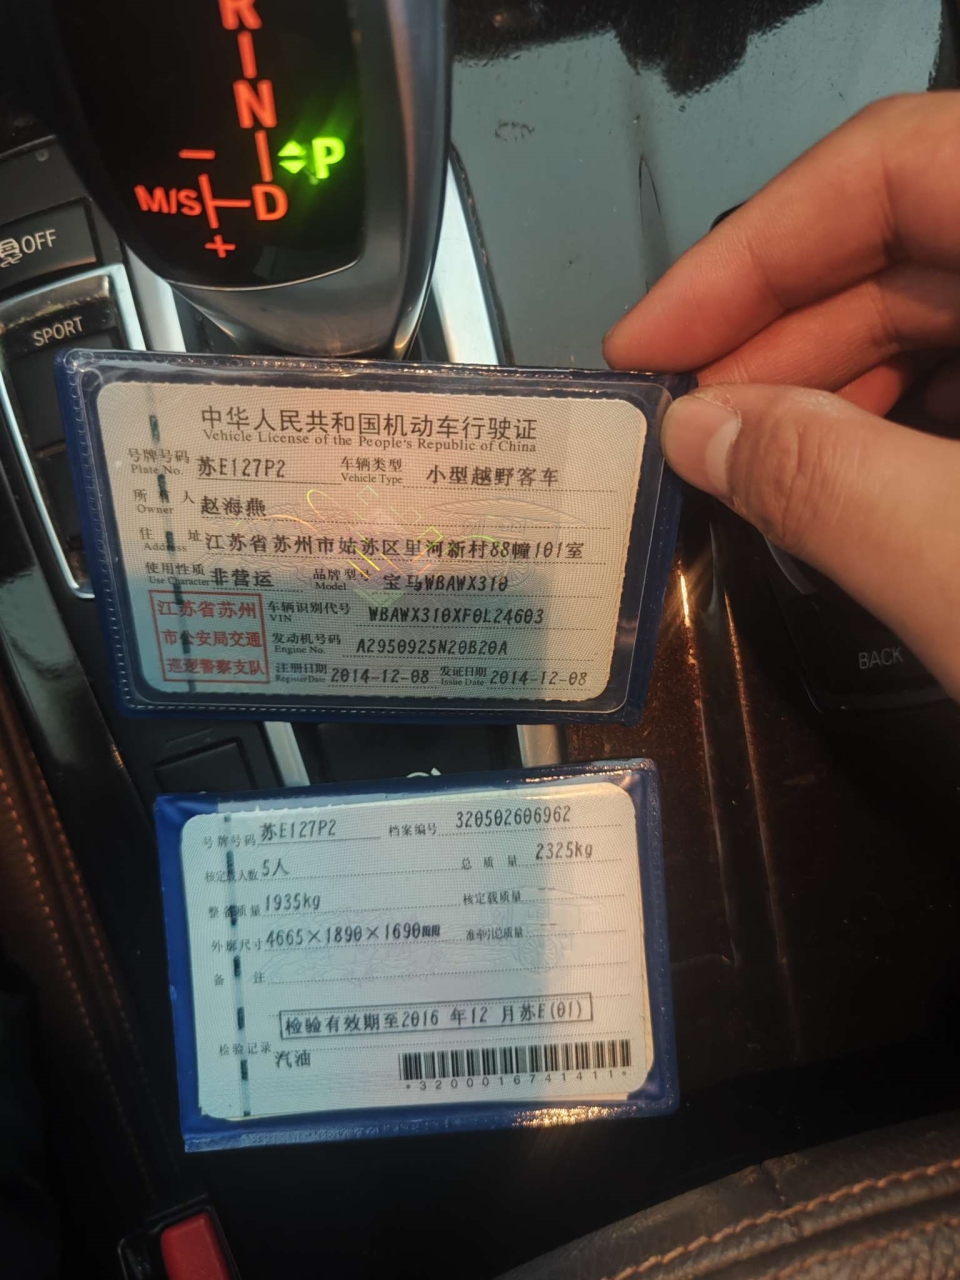 R
N
P
M/S
D
−
+
OFF
SPORT
BACK
中华人民共和国机动车行驶证
Vehicle License of the People's Republic of China
号牌号码 苏E127P2 车辆类型 小型越野客车
Plate No. Vehicle Type
所有人 赵海燕
Owner
住址 江苏省苏州市姑苏区里河新村88幢101室
Address
使用性质 非营运 品牌型号 宝马WBAWX310
Use Character Model
江苏省苏州
市公安局交通
巡逻警察支队
车辆识别代号 WBAWX310XF0L24603
VIN
发动机号码 A2950925N20B20A
Engine No.
注册日期 2014-12-08 发证日期 2014-12-08
Register Date Issue Date
号牌号码 苏E127P2 档案编号 320502606962
核定载人数 5人 总质量 2325kg
整备质量 1935kg 核定载质量
外廓尺寸 4665×1890×1690mm 准牵引总质量
备注
检验有效期至2016 年12 月苏E(01)
检验记录 汽油
*3200016741411*